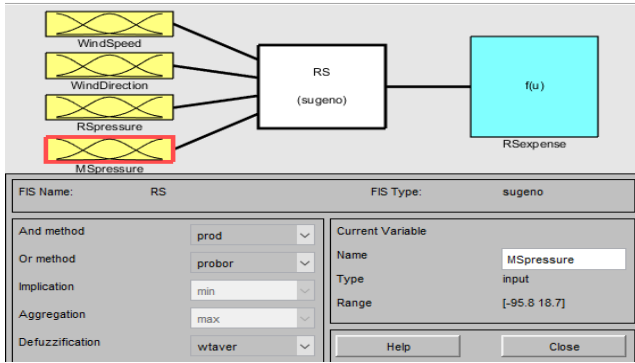 WindSpeed
WindDirection
RSpressure
MSpressure
RS
(sugeno)
f(u)
RSexpense
FIS Name: RS FIS Type: sugeno
And method prod
Or method probor
Implication min
Aggregation max
Defuzzification wtaver
Current Variable
Name MSpressure
Type input
Range [-95.8 18.7]
Help Close